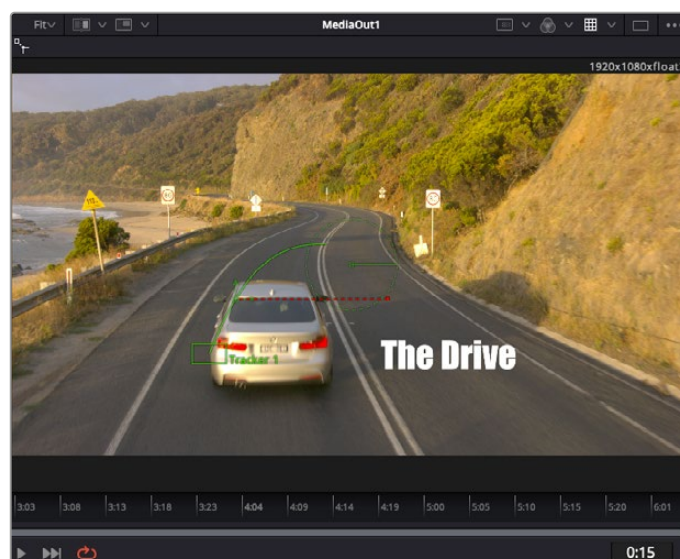 Fit MediaOut1
1920x1080xfloat
Tracker 1
The Drive
3:03 3:08 3:13 3:18 3:23 4:04 4:09 4:14 4:19 5:00 5:05 5:10 5:15 5:20 6:01
0:15